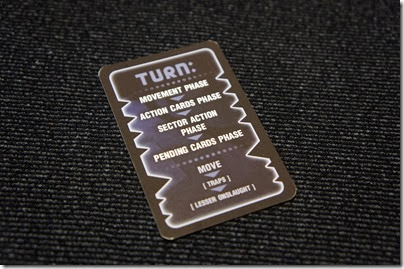 TURN:
MOVEMENT PHASE
ACTION CARDS PHASE
SECTOR ACTION
PHASE
PENDING CARDS PHASE
MOVE
[ TRAPS ]
[ LESSER ONSLAUGHT ]